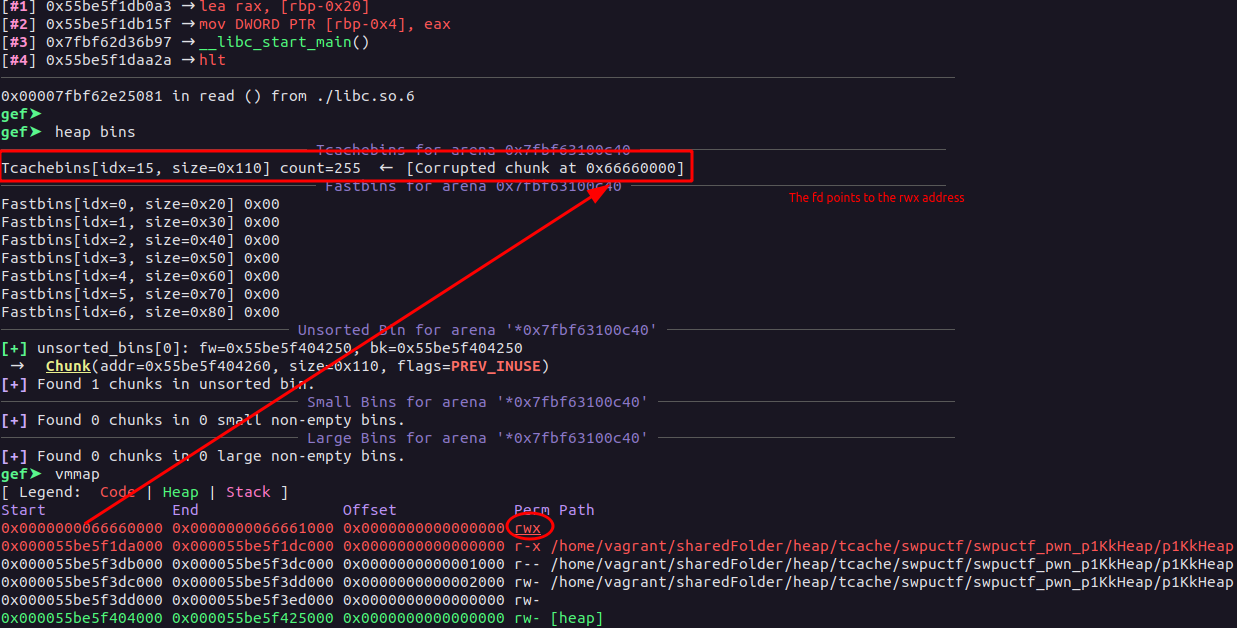 [#1] 0x55be5f1db0a3 → lea rax, [rbp-0x20]
[#2] 0x55be5f1db15f → mov DWORD PTR [rbp-0x4], eax
[#3] 0x7fbf62d36b97 → __libc_start_main()
[#4] 0x55be5f1daa2a → hlt
0x00007fbf62e25081 in read () from ./libc.so.6
gef➤
gef➤ heap bins
Tcachebins for arena 0x7fbf63100c40
Tcachebins[idx=15, size=0x110] count=255 ← [Corrupted chunk at 0x66660000]
Fastbins for arena 0x7fbf63100c40
The fd points to the rwx address
Fastbins[idx=0, size=0x20] 0x00
Fastbins[idx=1, size=0x30] 0x00
Fastbins[idx=2, size=0x40] 0x00
Fastbins[idx=3, size=0x50] 0x00
Fastbins[idx=4, size=0x60] 0x00
Fastbins[idx=5, size=0x70] 0x00
Fastbins[idx=6, size=0x80] 0x00
Unsorted Bin for arena '*0x7fbf63100c40'
[+] unsorted_bins[0]: fw=0x55be5f404250, bk=0x55be5f404250
→ Chunk(addr=0x55be5f404260, size=0x110, flags=PREV_INUSE)
[+] Found 1 chunks in unsorted bin.
Small Bins for arena '*0x7fbf63100c40'
[+] Found 0 chunks in 0 small non-empty bins.
Large Bins for arena '*0x7fbf63100c40'
[+] Found 0 chunks in 0 large non-empty bins.
gef➤ vmmap
[ Legend: Code | Heap | Stack ]
Start End Offset Perm Path
0x0000000066660000 0x0000000066661000 0x0000000000000000 rwx
0x000055be5f1da000 0x000055be5f1dc000 0x0000000000000000 r-x /home/vagrant/sharedFolder/heap/tcache/swpuctf/swpuctf_pwn_p1KkHeap/p1KkHeap
0x000055be5f3db000 0x000055be5f3dc000 0x0000000000001000 r-- /home/vagrant/sharedFolder/heap/tcache/swpuctf/swpuctf_pwn_p1KkHeap/p1KkHeap
0x000055be5f3dc000 0x000055be5f3dd000 0x0000000000002000 rw- /home/vagrant/sharedFolder/heap/tcache/swpuctf/swpuctf_pwn_p1KkHeap/p1KkHeap
0x000055be5f3dd000 0x000055be5f3ed000 0x0000000000000000 rw-
0x000055be5f404000 0x000055be5f425000 0x0000000000000000 rw- [heap]